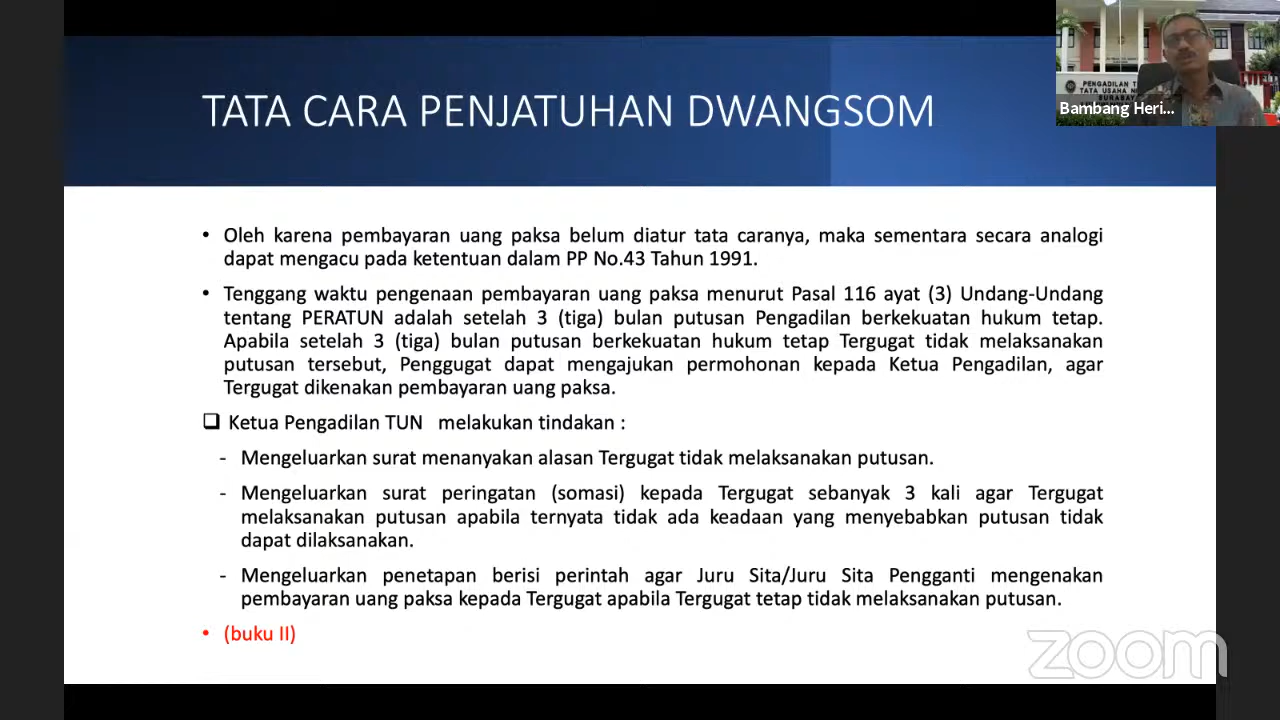 TATA CARA PENJATUHAN DWANGSOM
PENGADILAN
TATA USAHA
SURABAYA
Bambang Heri...
• Oleh karena pembayaran uang paksa belum diatur tata caranya, maka sementara secara analogi
dapat mengacu pada ketentuan dalam PP No.43 Tahun 1991.
• Tenggang waktu pengenaan pembayaran uang paksa menurut Pasal 116 ayat (3) Undang-Undang
tentang PERATUN adalah setelah 3 (tiga) bulan putusan Pengadilan berkekuatan hukum tetap.
Apabila setelah 3 (tiga) bulan putusan berkekuatan hukum tetap Tergugat tidak melaksanakan
putusan tersebut, Penggugat dapat mengajukan permohonan kepada Ketua Pengadilan, agar
Tergugat dikenakan pembayaran uang paksa.
❑ Ketua Pengadilan TUN melakukan tindakan :
- Mengeluarkan surat menanyakan alasan Tergugat tidak melaksanakan putusan.
- Mengeluarkan surat peringatan (somasi) kepada Tergugat sebanyak 3 kali agar Tergugat
melaksanakan putusan apabila ternyata tidak ada keadaan yang menyebabkan putusan tidak
dapat dilaksanakan.
- Mengeluarkan penetapan berisi perintah agar Juru Sita/Juru Sita Pengganti mengenakan
pembayaran uang paksa kepada Tergugat apabila Tergugat tetap tidak melaksanakan putusan.
• (buku II)
zoom